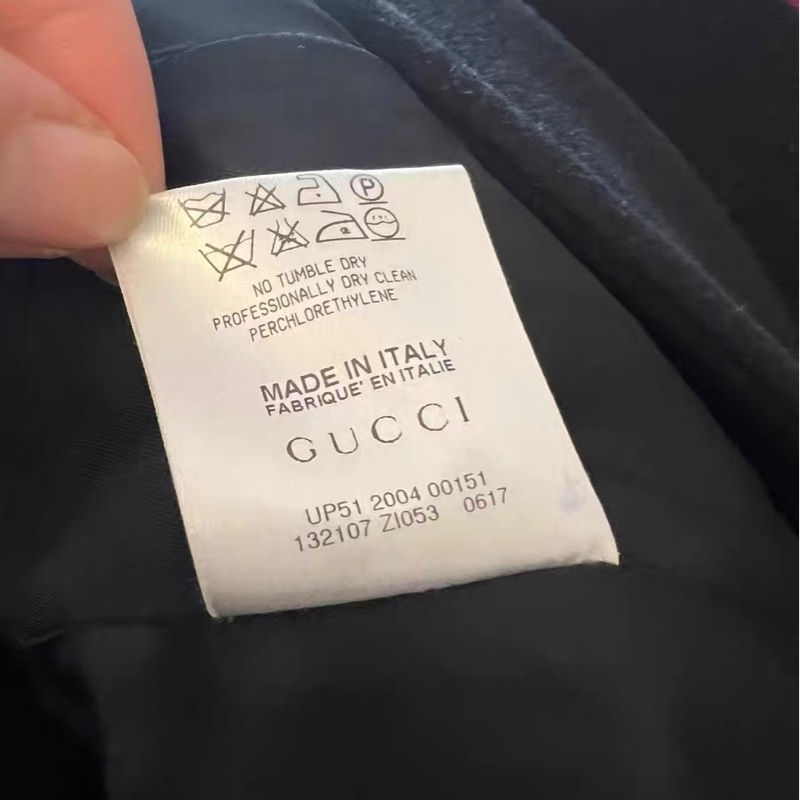 P
NO TUMBLE DRY
PROFESSIONALLY DRY CLEAN
PERCHLORETHYLENE
MADE IN ITALY
FABRIQUE' EN ITALIE
GUCCI
UP51 2004 00151
132107 ZI053 0617